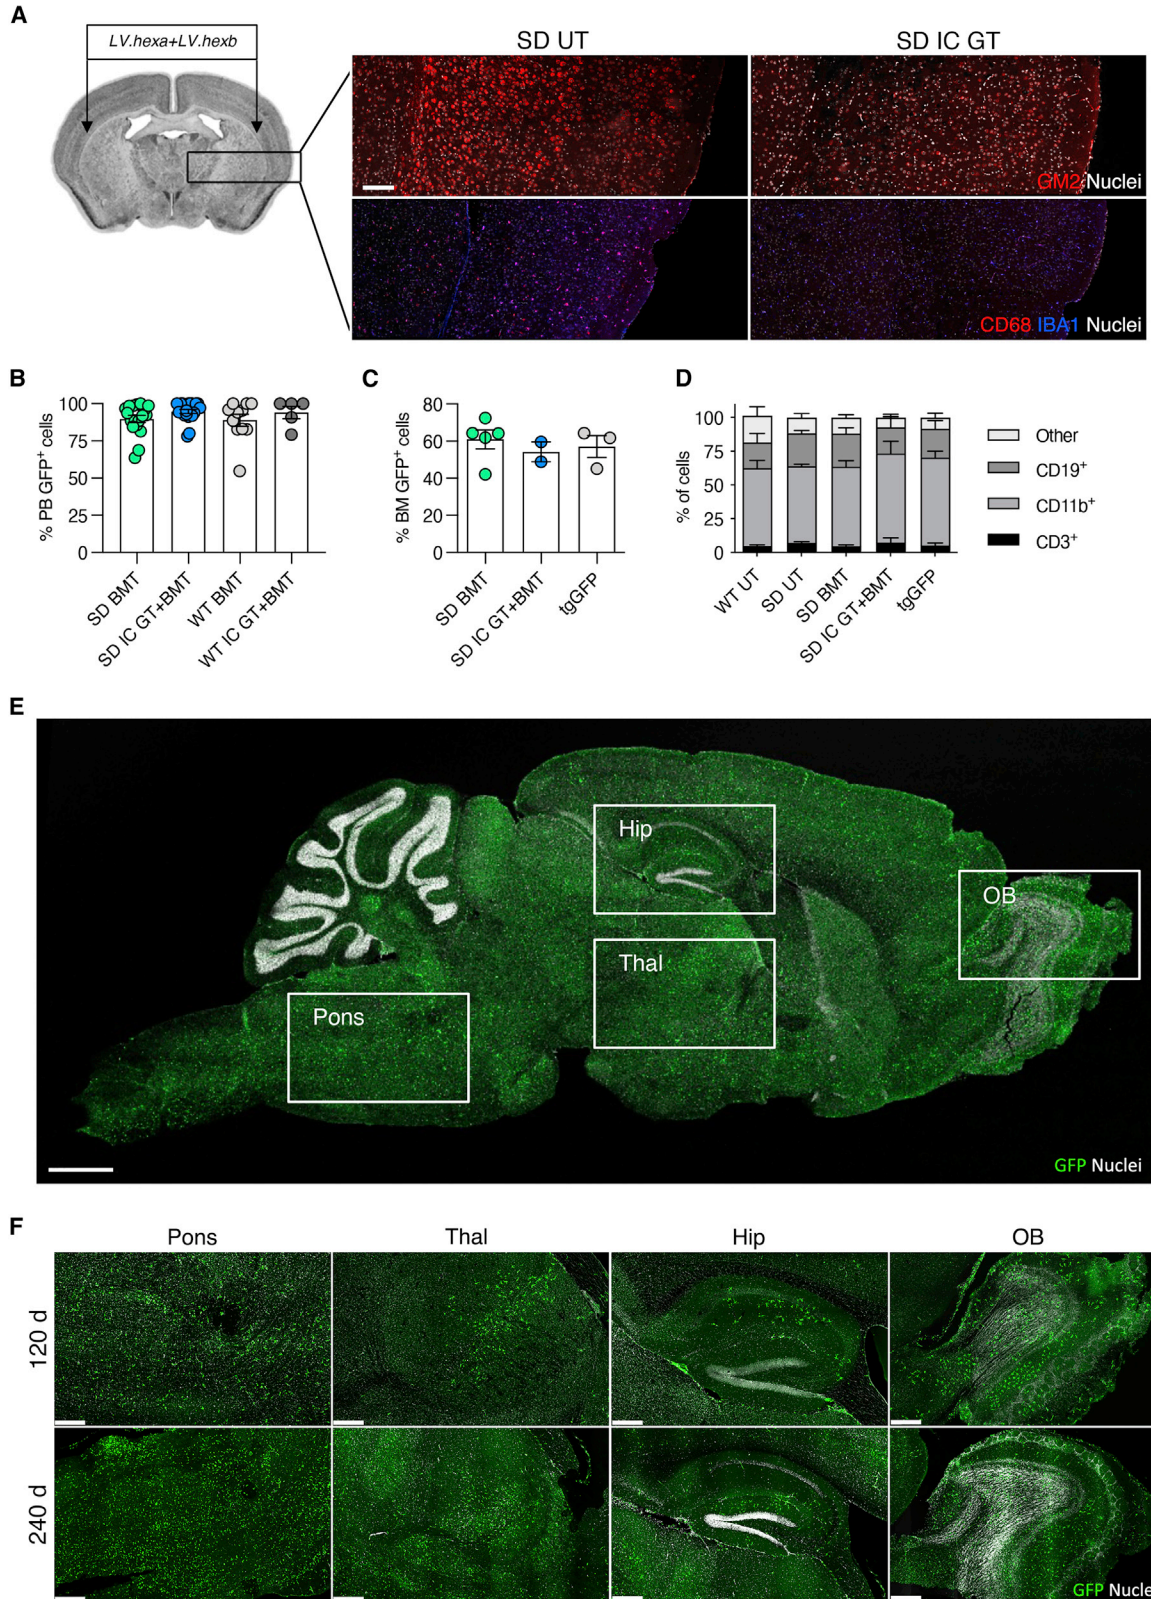 A
LV.hexa+LV.hexb
SD UT
SD IC GT
GM2 Nuclei
CD68 IBA1 Nuclei
B
% PB GFP+ cells
100
75
50
25
0
SD BMT
SD IC GT+BMT
WT BMT
WT IC GT+BMT
C
% BM GFP+ cells
80
60
40
20
0
SD BMT
SD IC GT+BMT
tgGFP
D
% of cells
100
75
50
25
0
WT UT
SD UT
SD BMT
SD IC GT+BMT
tgGFP
Other
CD19+
CD11b+
CD3+
E
Hip
OB
Thal
Pons
GFP Nuclei
F
Pons
Thal
Hip
OB
120 d
240 d
GFP Nuclei